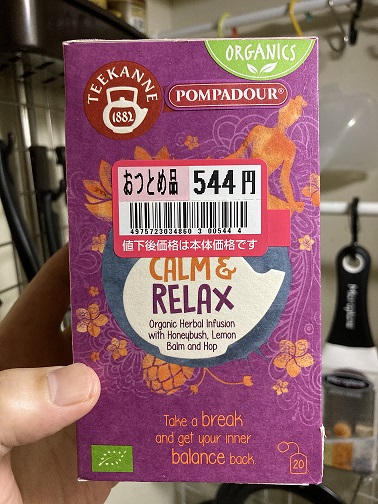 ORGANICS
TEEKANNE
1882
POMPADOUR®
おつとめ品 544円
4975723034860 3 00544 4
値下後価格は本体価格です
CALM &
RELAX
Organic Herbal Infusion
with Honeybush, Lemon
Balm and Hop
Take a break
and get your inner
balance back.
20
Microplane